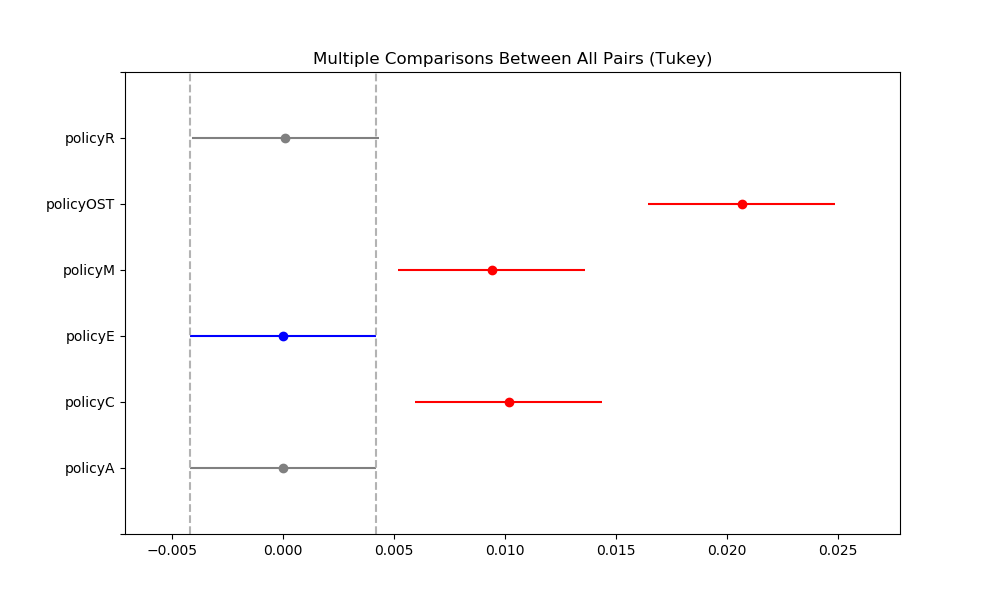 Multiple Comparisons Between All Pairs (Tukey)
policyR
policyOST
policyM
policyE
policyC
policyA
−0.005 0.000 0.005 0.010 0.015 0.020 0.025